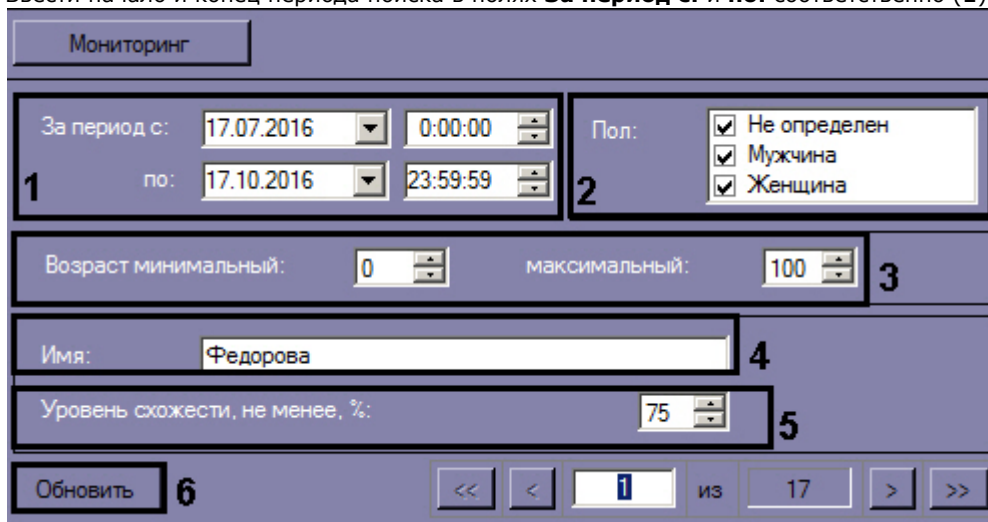 Ввести начало и конец периода поиска в полях За период с: и по: соответственно (1)
Мониторинг
За период с: 17.07.2016 0:00:00
по: 17.10.2016 23:59:59
1
Пол:
Не определен
Мужчина
Женщина
2
Возраст минимальный: 0 максимальный: 100 3
Имя: Федорова 4
Уровень схожести, не менее, %: 75 5
Обновить 6 << < 1 из 17 > >>